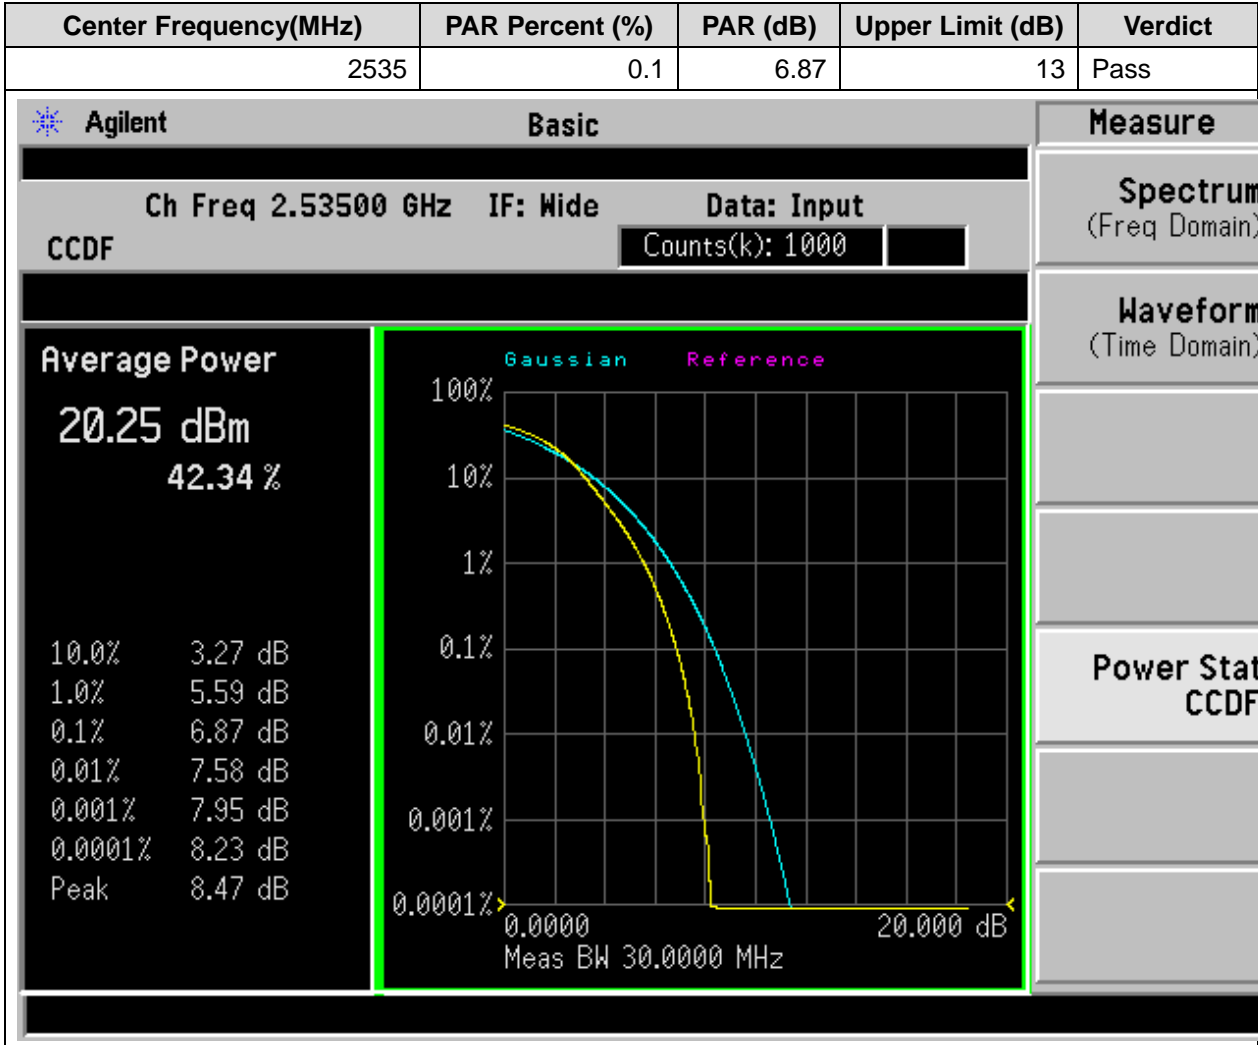 Center Frequency(MHz) PAR Percent (%) PAR (dB) Upper Limit (dB) Verdict
2535 0.1 6.87 13 Pass
Agilent Basic Measure
Ch Freq 2.53500 GHz IF: Wide Data: Input
CCDF Counts(k): 1000
Spectrum
(Freq Domain)
Waveform
(Time Domain)
Power Stat
CCDF
Average Power
20.25 dBm
42.34 %
10.0% 3.27 dB
1.0% 5.59 dB
0.1% 6.87 dB
0.01% 7.58 dB
0.001% 7.95 dB
0.0001% 8.23 dB
Peak 8.47 dB
Gaussian Reference
100%
10%
1%
0.1%
0.01%
0.001%
0.0001%
0.0000 20.000 dB
Meas BW 30.0000 MHz